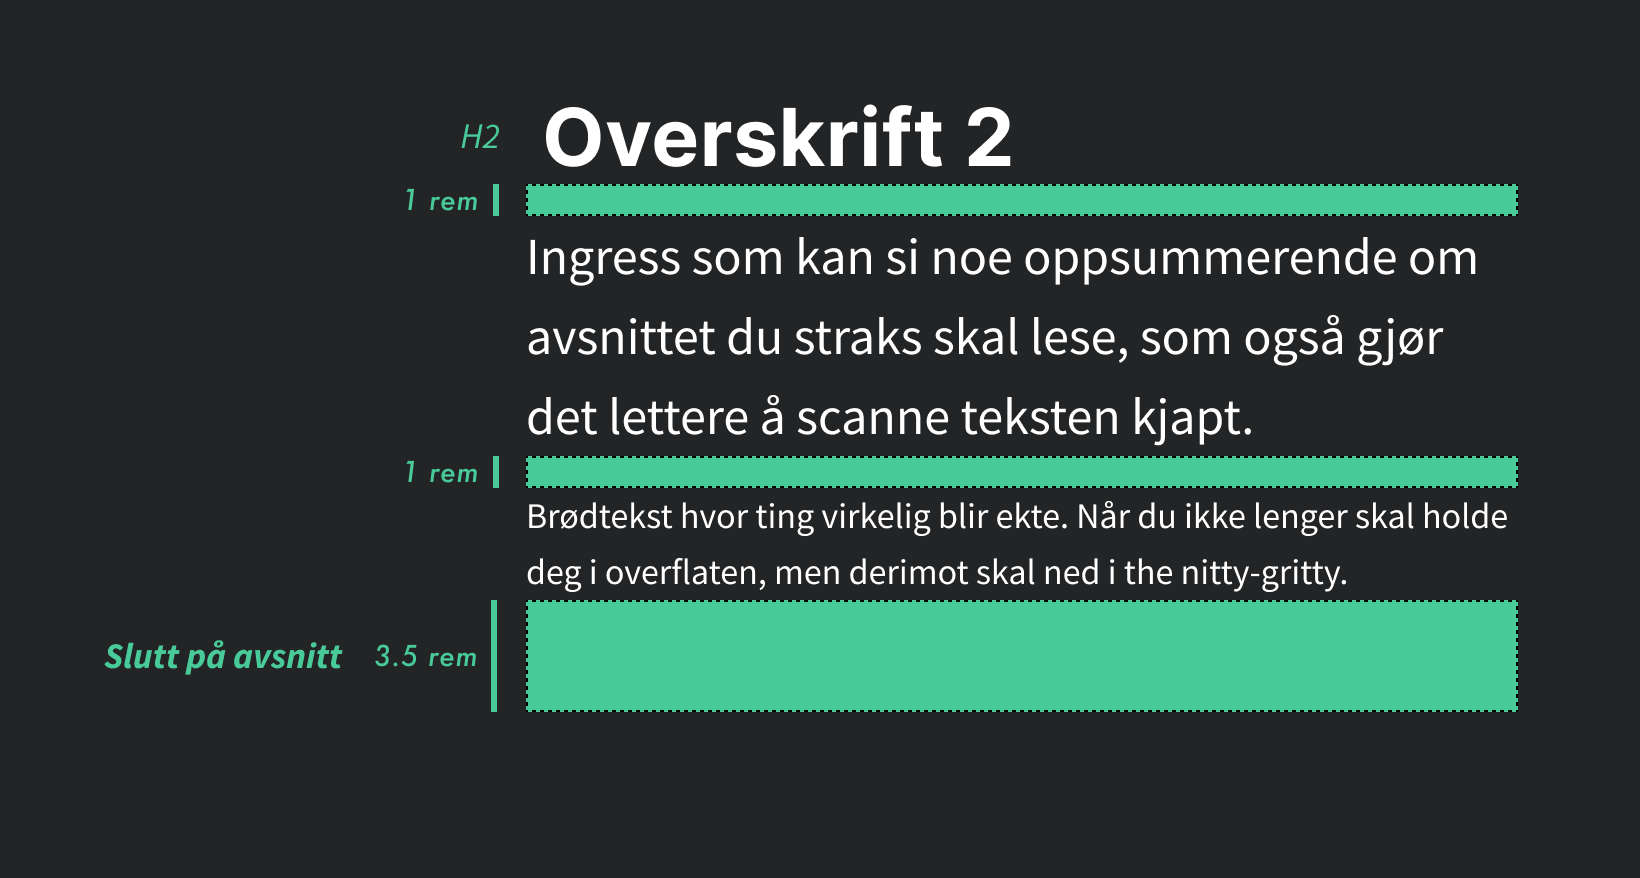 H2 Overskrift 2
1 rem
Ingress som kan si noe oppsummerende om
avsnittet du straks skal lese, som også gjør
det lettere å scanne teksten kjapt.
1 rem
Brødtekst hvor ting virkelig blir ekte. Når du ikke lenger skal holde
deg i overflaten, men derimot skal ned i the nitty-gritty.
Slutt på avsnitt 3.5 rem